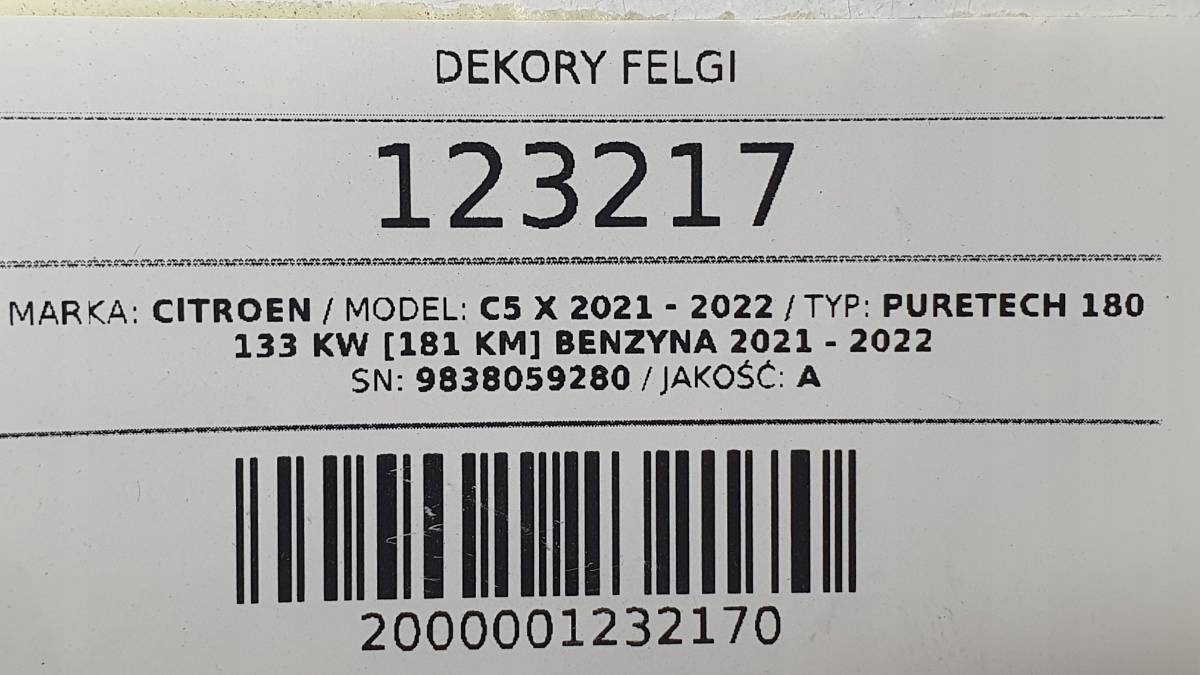 DEKORY FELGI
123217
MARKA: CITROEN / MODEL: C5 X 2021 - 2022 / TYP: PURETECH 180
133 KW [181 KM] BENZYNA 2021 - 2022
SN: 9838059280 / JAKOŚĆ: A
2000001232170